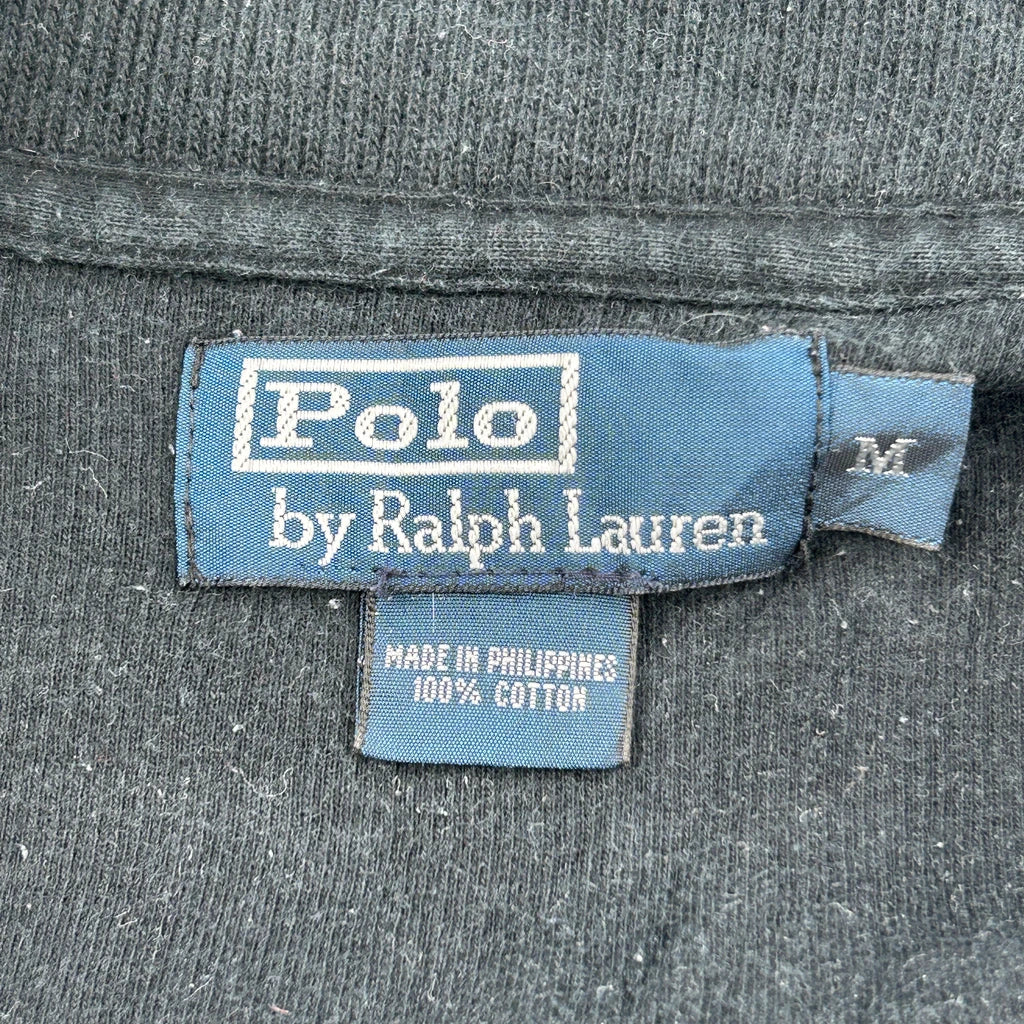 Polo
by Ralph Lauren
M
MADE IN PHILIPPINES
100% COTTON